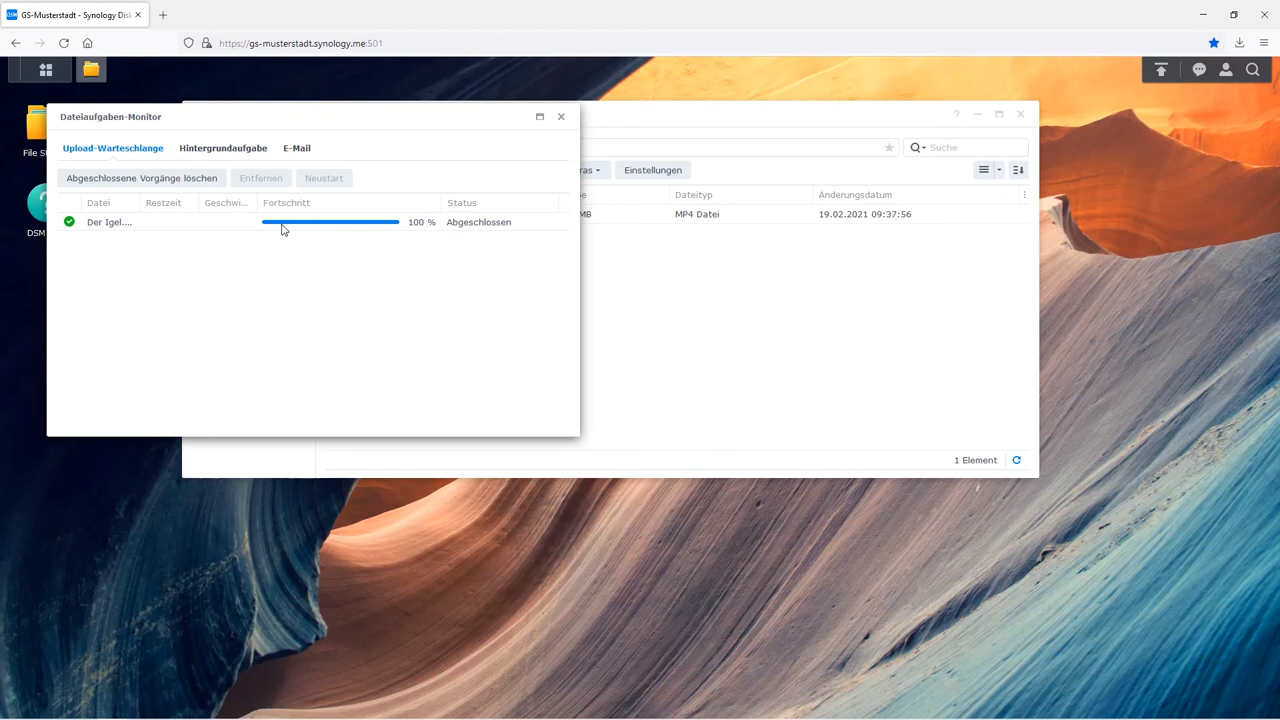 GS-Musterstadt - Synology Dis
https://gs-musterstadt.synology.me:501
File S
DSM
Dateiaufgaben-Monitor
Upload-Warteschlange Hintergrundaufgabe E-Mail
Abgeschlossene Vorgänge löschen Entfernen Neustart
Datei Restzeit Geschwi... Fortschritt Status
Der Igel.... 100 % Abgeschlossen
Suche
ras Einstellungen
Dateityp Änderungsdatum
MB MP4 Datei 19.02.2021 09:37:56
1 Element